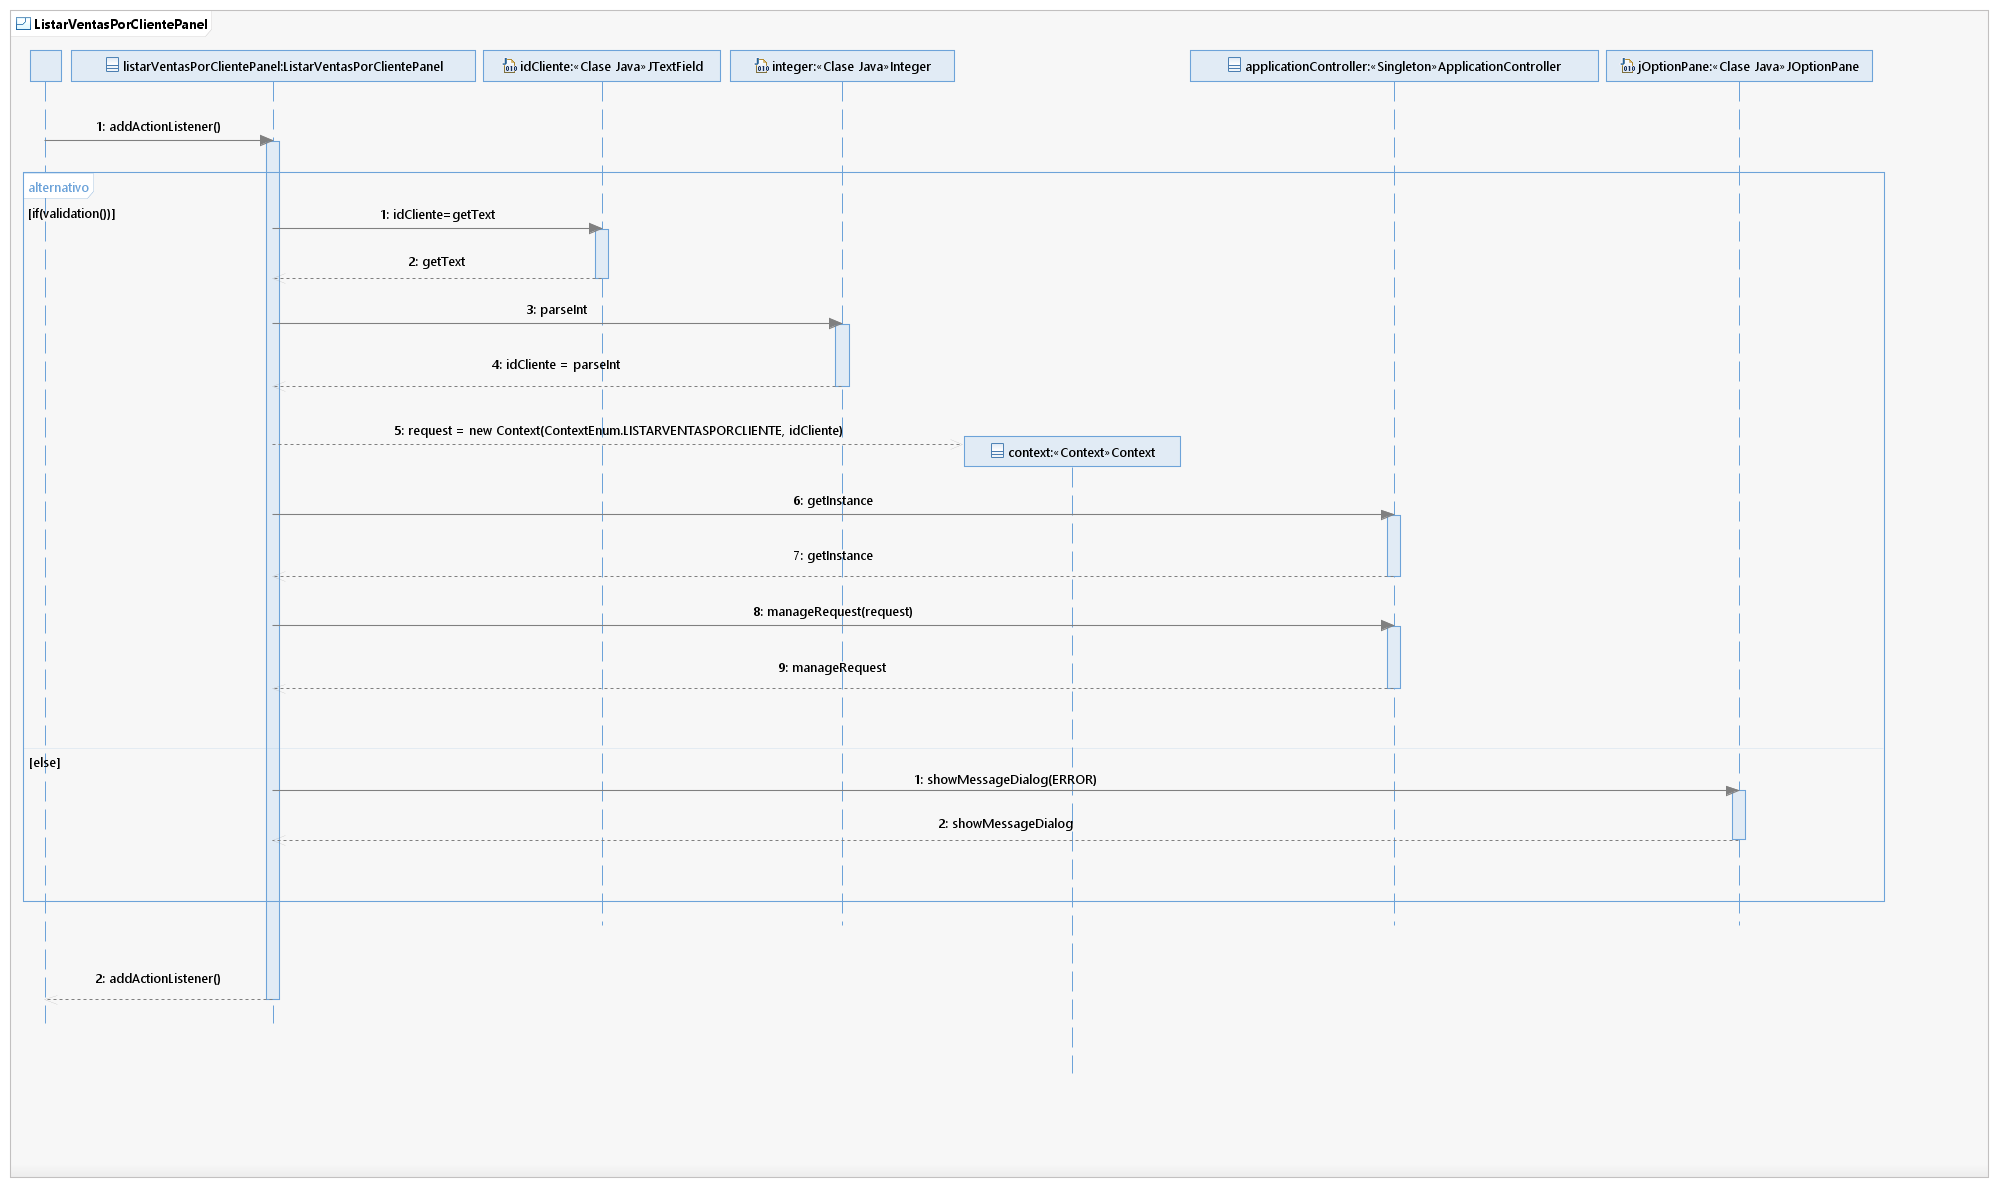 ListarVentasPorClientePanel
listarVentasPorClientePanel:ListarVentasPorClientePanel
idCliente:«Clase Java»JTextField
integer:«Clase Java»Integer
applicationController:«Singleton»ApplicationController
jOptionPane:«Clase Java»JOptionPane
1: addActionListener()
alternativo
[if(validation())]
1: idCliente=getText
2: getText
3: parseInt
4: idCliente = parseInt
5: request = new Context(ContextEnum.LISTARVENTASPORCLIENTE, idCliente)
context:«Context»Context
6: getInstance
7: getInstance
8: manageRequest(request)
9: manageRequest
[else]
1: showMessageDialog(ERROR)
2: showMessageDialog
2: addActionListener()